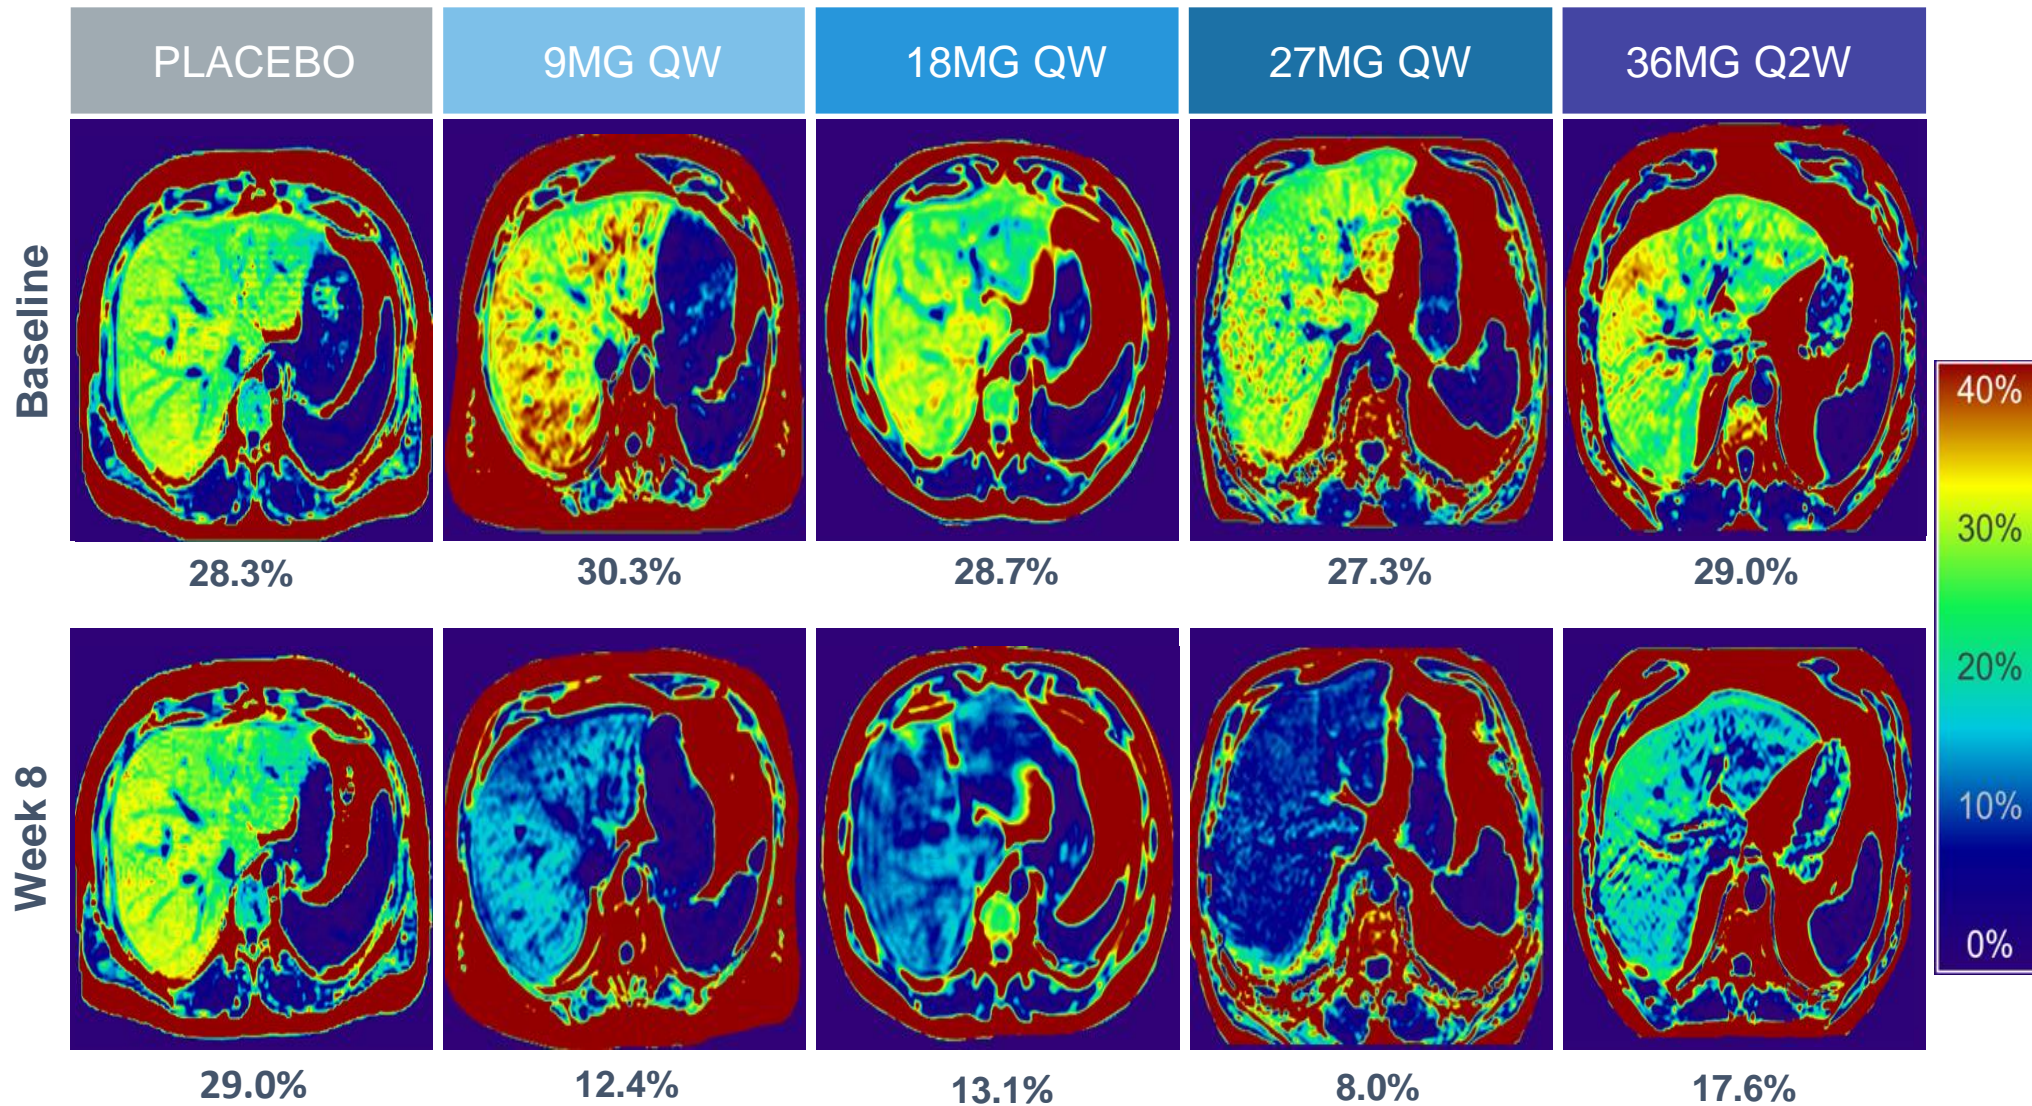 PLACEBO
9MG QW
18MG QW
27MG QW
36MG Q2W
Baseline
28.3%
30.3%
28.7%
27.3%
29.0%
Week 8
29.0%
12.4%
13.1%
8.0%
17.6%
40%
30%
20%
10%
0%